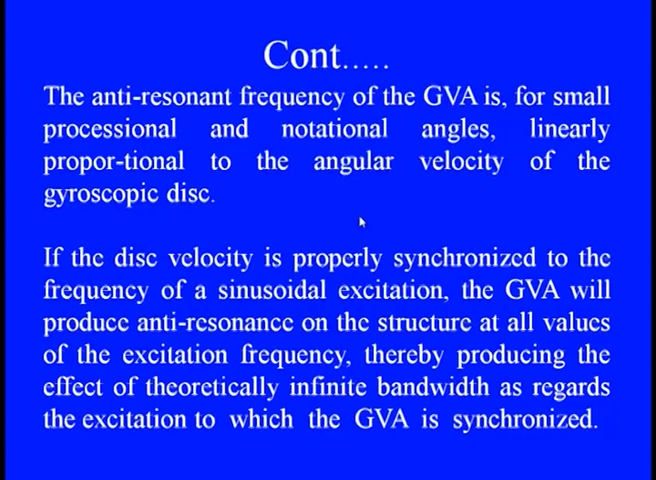 Cont.....
The anti-resonant frequency of the GVA is, for small
processional and notational angles, linearly
propor-tional to the angular velocity of the
gyroscopic disc.
If the disc velocity is properly synchronized to the
frequency of a sinusoidal excitation, the GVA will
produce anti-resonance on the structure at all values
of the excitation frequency, thereby producing the
effect of theoretically infinite bandwidth as regards
the excitation to which the GVA is synchronized.